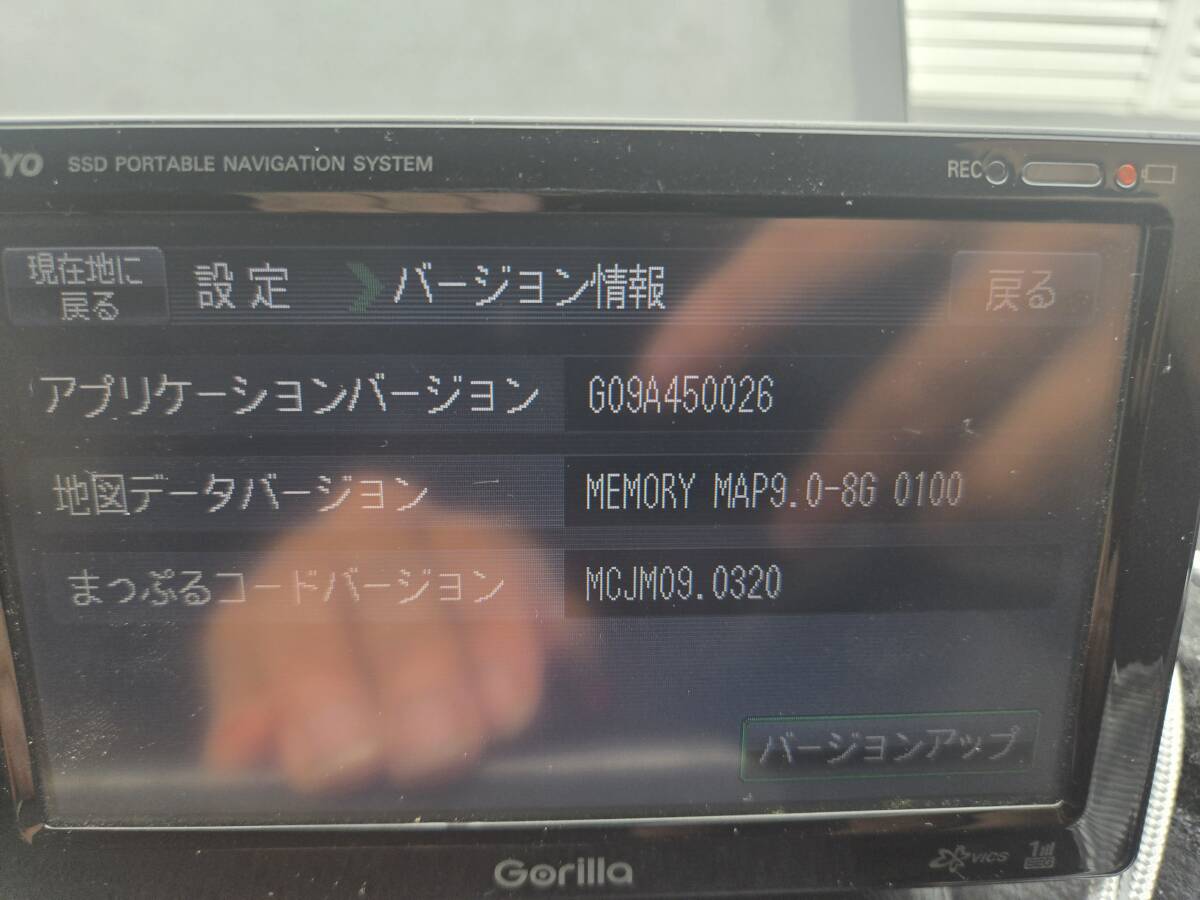 YO SSD PORTABLE NAVIGATION SYSTEM REC
現在地に
戻る
設定 バージョン情報 戻る
アプリケーションバージョン G09A450026
地図データバージョン MEMORY MAP9.0-8G 0100
まっぷるコードバージョン MCJM09.0320
バージョンアップ
Gorilla VICS